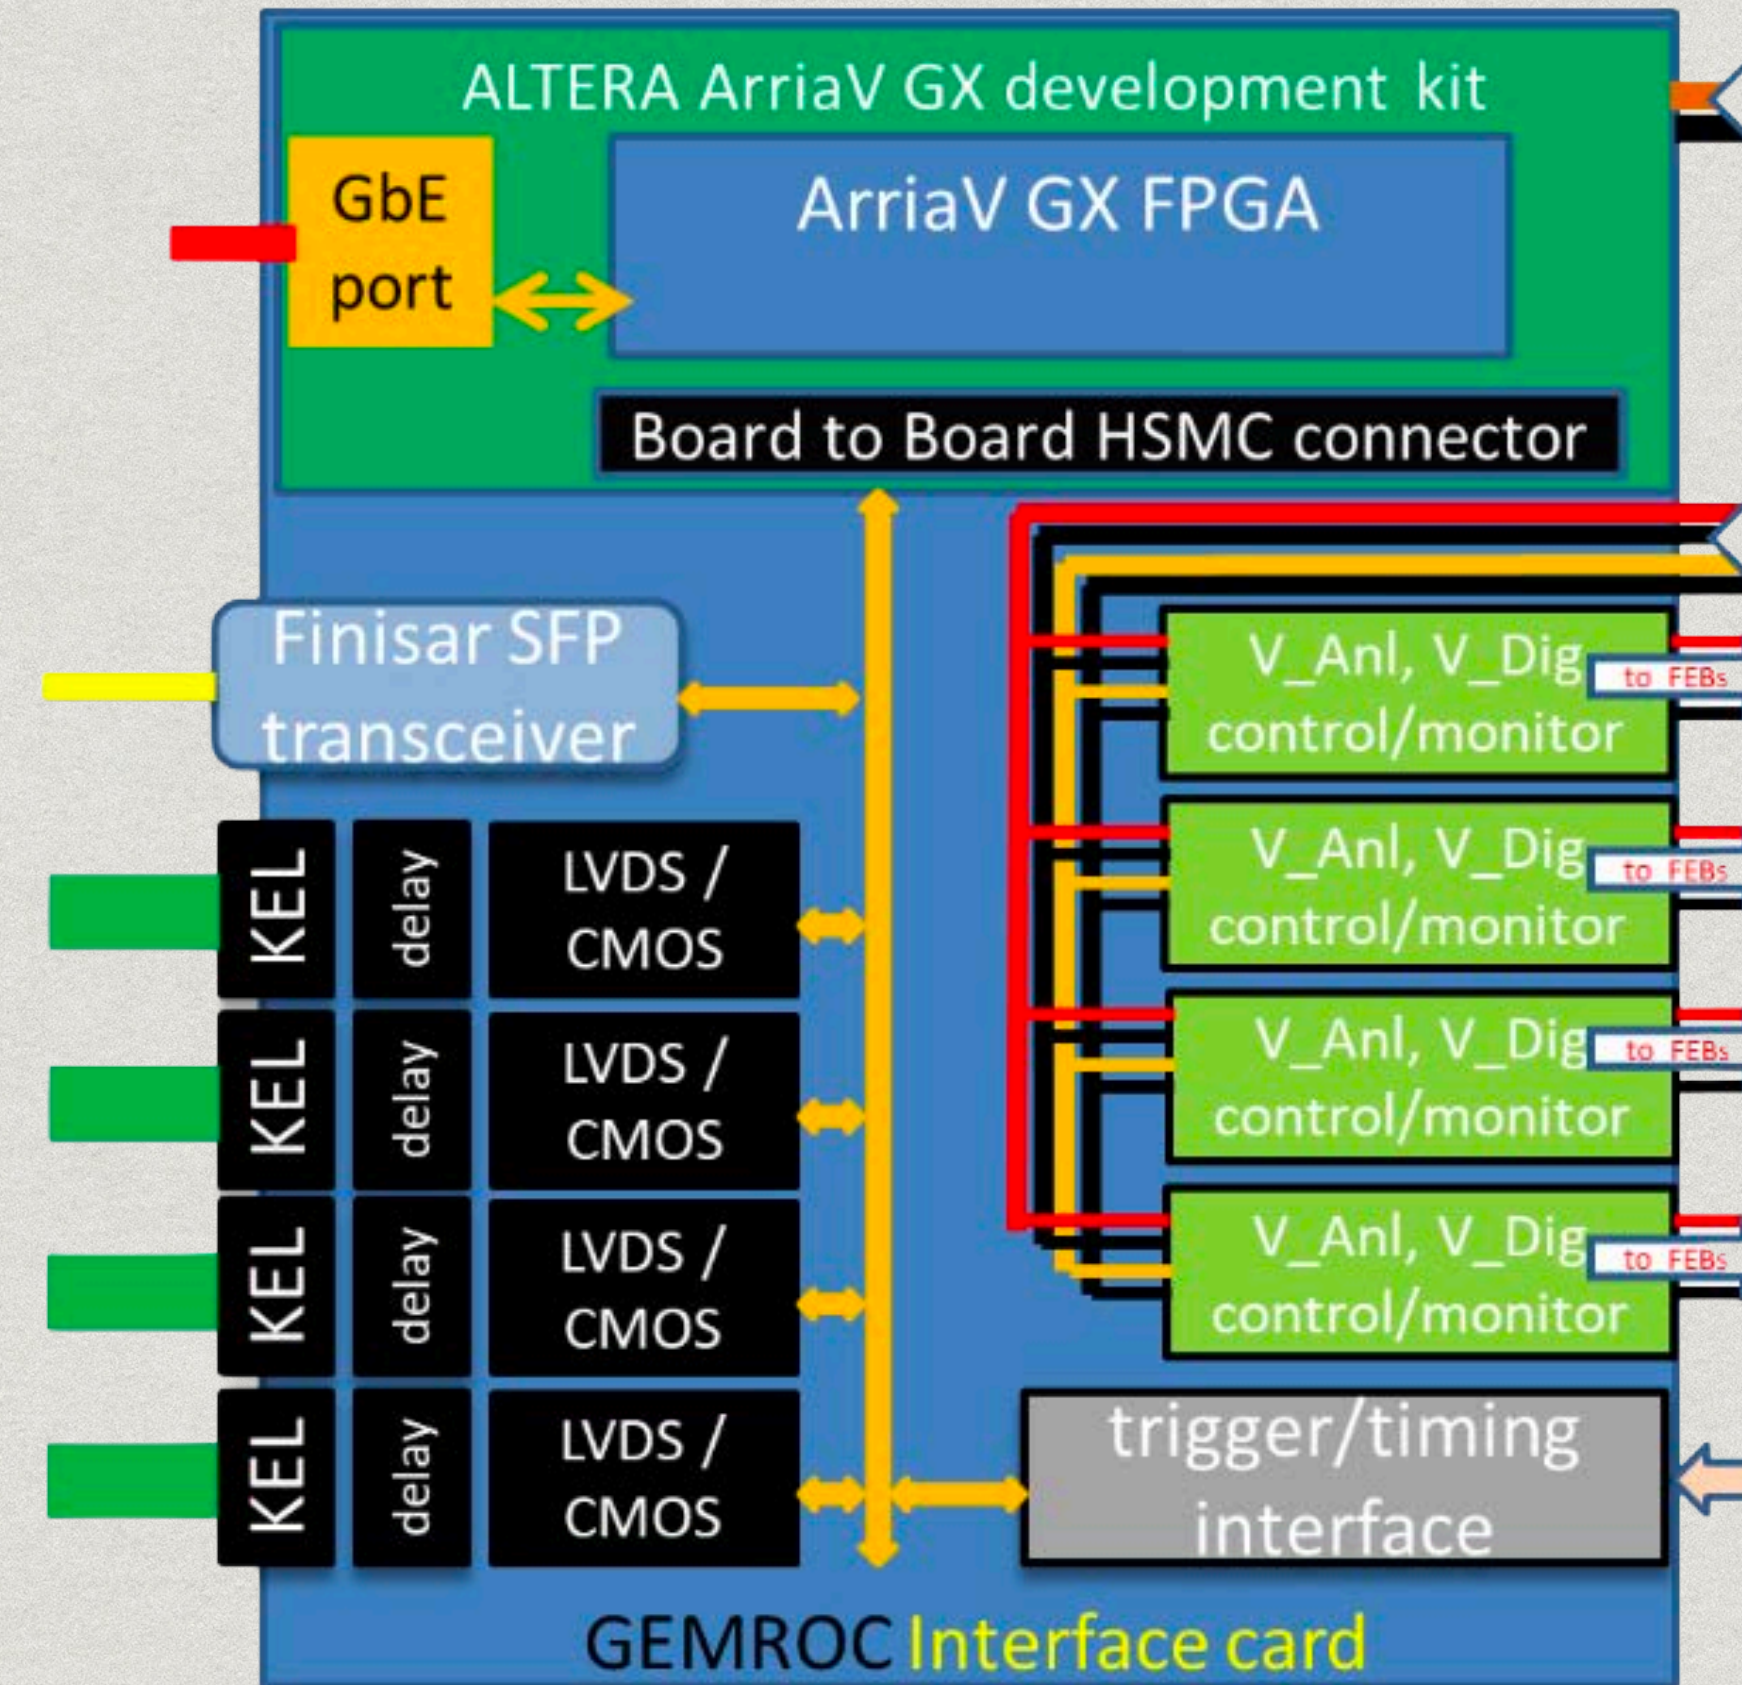 ALTERA ArriaV GX development kit
GbE
port
ArriaV GX FPGA
Board to Board HSMC connector
Finisar SFP
transceiver
V_Anl, V_Dig
control/monitor
to FEBs
V_Anl, V_Dig
control/monitor
to FEBs
V_Anl, V_Dig
control/monitor
to FEBs
V_Anl, V_Dig
control/monitor
to FEBs
KEL
delay
LVDS /
CMOS
KEL
delay
LVDS /
CMOS
KEL
delay
LVDS /
CMOS
KEL
delay
LVDS /
CMOS
trigger/timing
interface
GEMROC Interface card